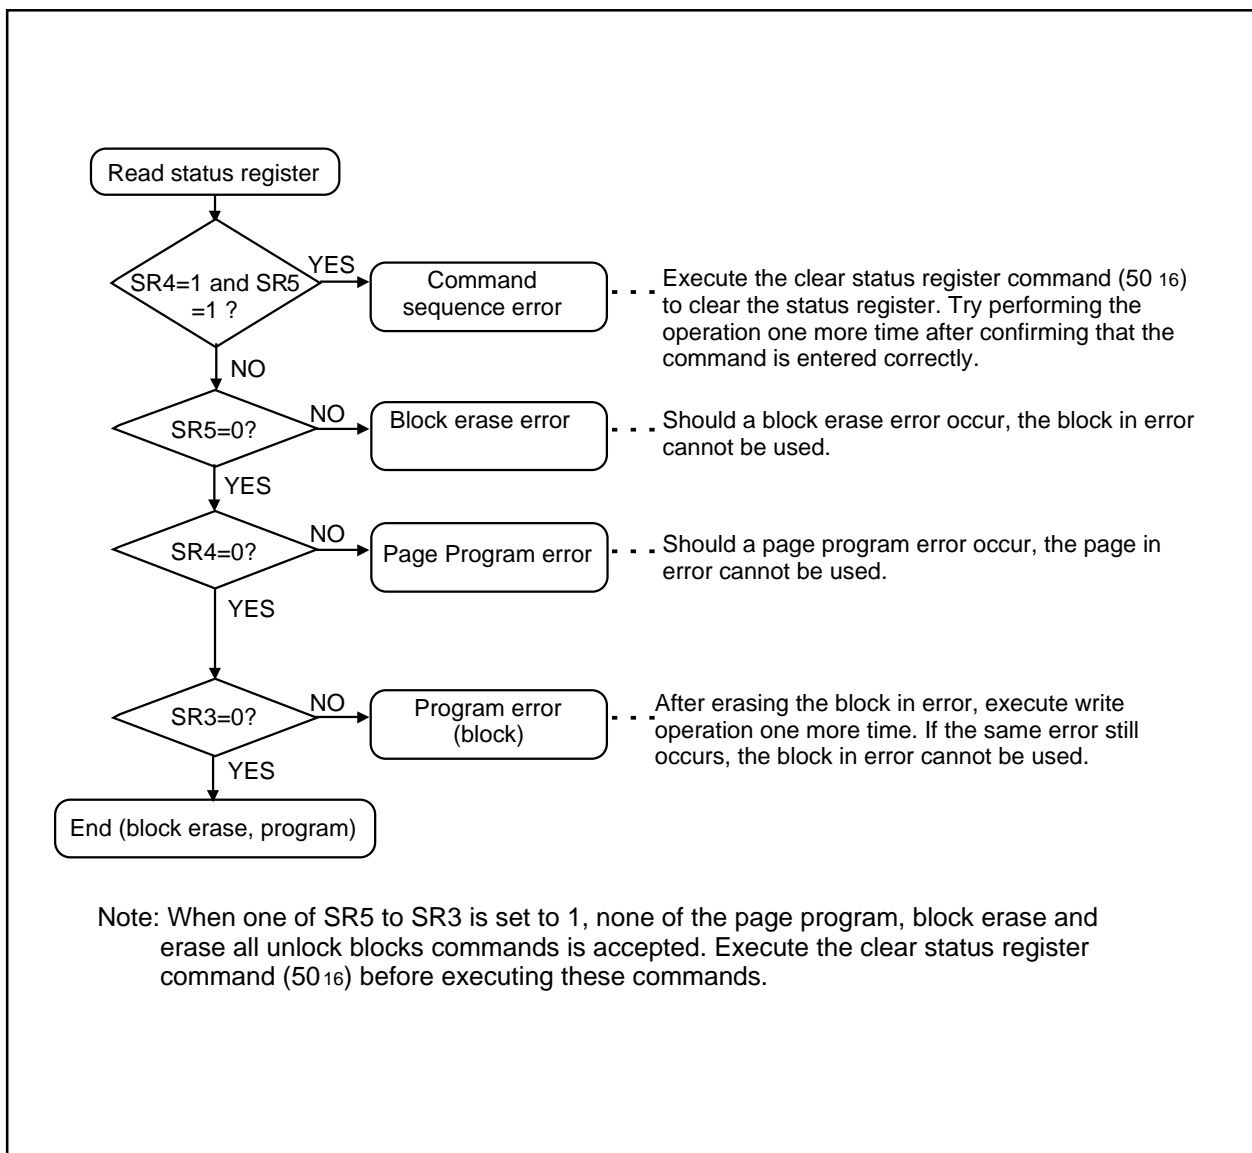 Read status register
SR4=1 and SR5
=1 ?
YES
Command
sequence error
Execute the clear status register command (50 16)
to clear the status register. Try performing the
operation one more time after confirming that the
command is entered correctly.
NO
SR5=0?
NO
Block erase error
Should a block erase error occur, the block in error
cannot be used.
YES
SR4=0?
NO
Page Program error
Should a page program error occur, the page in
error cannot be used.
YES
SR3=0?
NO
Program error
(block)
After erasing the block in error, execute write
operation one more time. If the same error still
occurs, the block in error cannot be used.
YES
End (block erase, program)
Note: When one of SR5 to SR3 is set to 1, none of the page program, block erase and
erase all unlock blocks commands is accepted. Execute the clear status register
command (5016) before executing these commands.